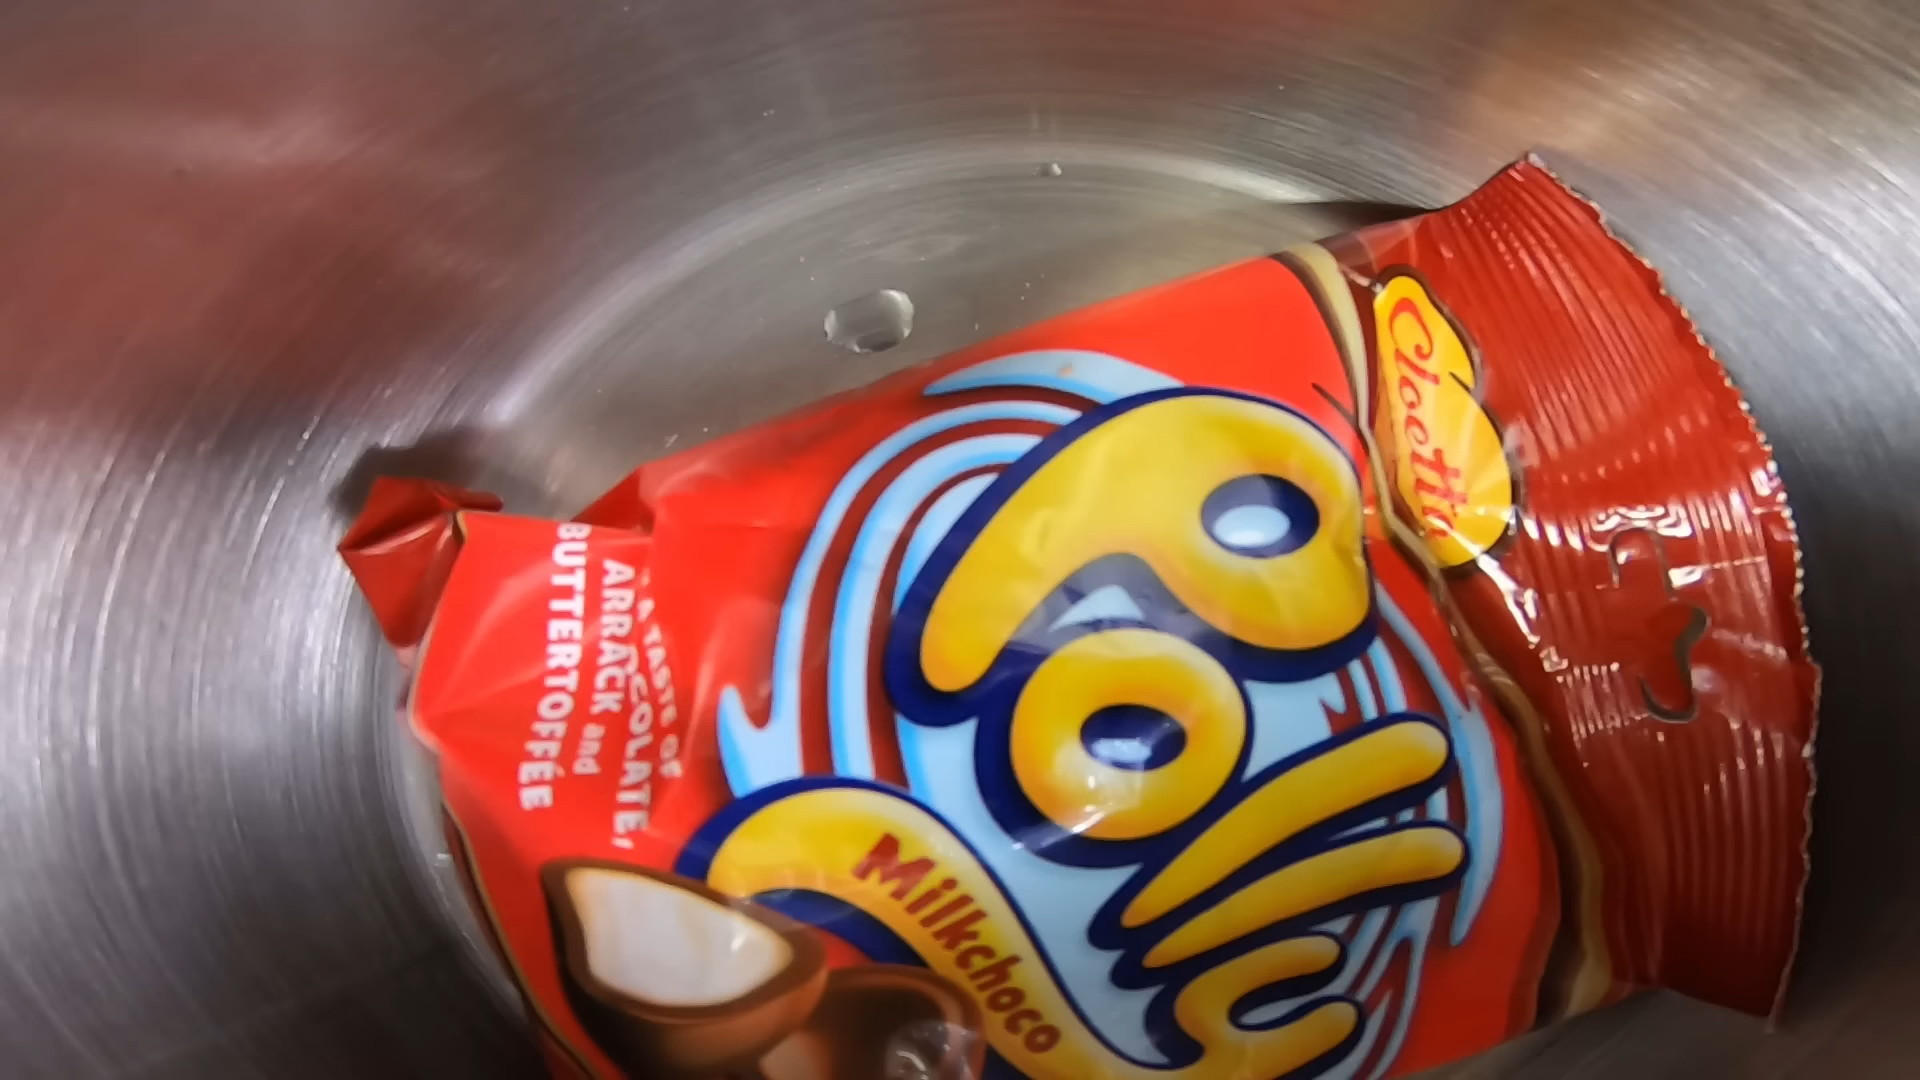 Cloetta
Polly
Milkchoco
A TASTE OF
CHOCOLATE,
ARRACK and
BUTTERTOFFÉE